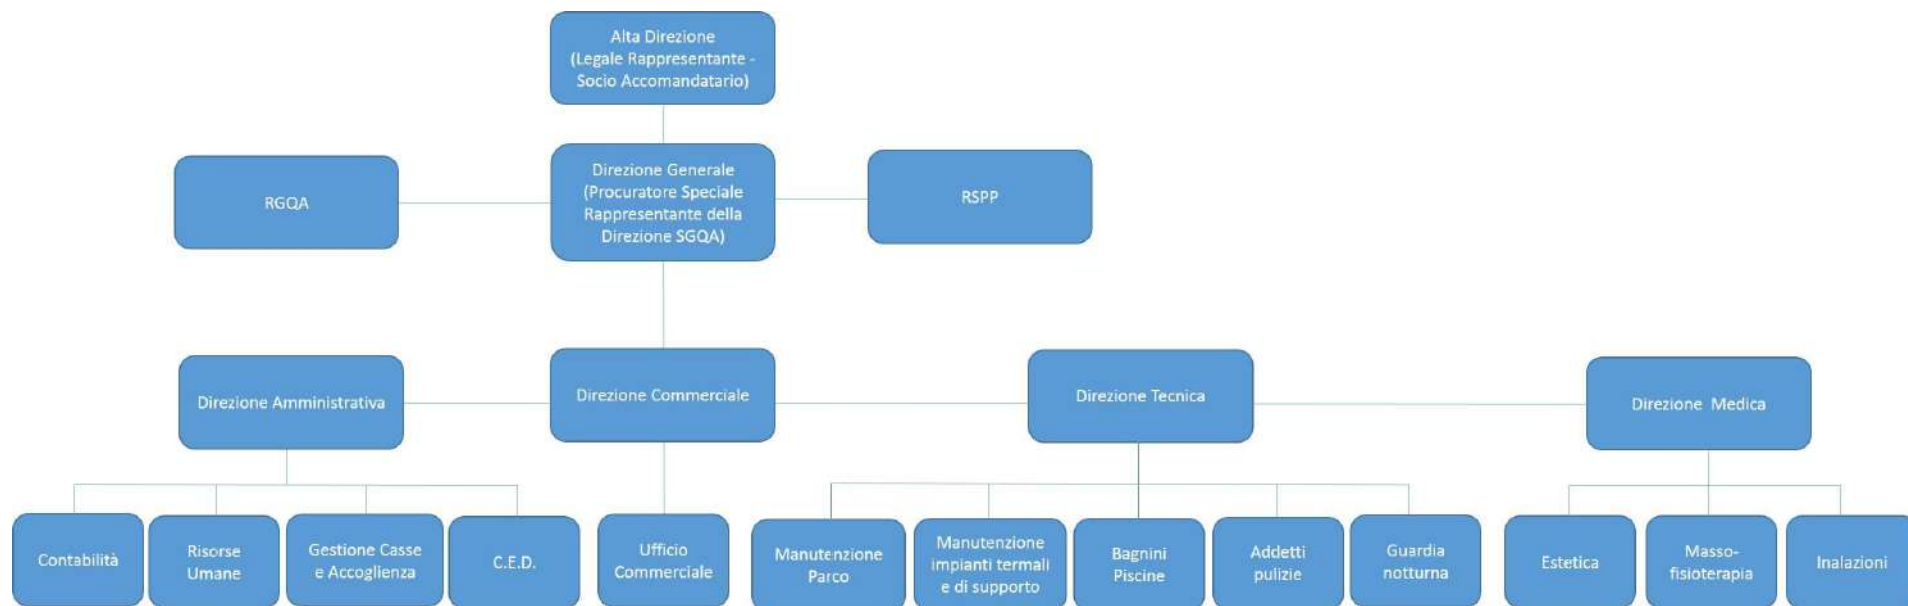 Alta Direzione
(Legale Rappresentante -
Socio Accomandatario)
RGQA
Direzione Generale
(Procuratore Speciale
Rappresentante della
Direzione SGQA)
RSPP
Direzione Amministrativa
Direzione Commerciale
Direzione Tecnica
Direzione Medica
Contabilità
Risorse
Umane
Gestione Casse
e Accoglienza
C.E.D.
Ufficio
Commerciale
Manutenzione
Parco
Manutenzione
impianti termali
e di supporto
Bagnini
Piscine
Addetti
pulizie
Guardia
notturna
Estetica
Masso-
fisioterapia
Inalazioni